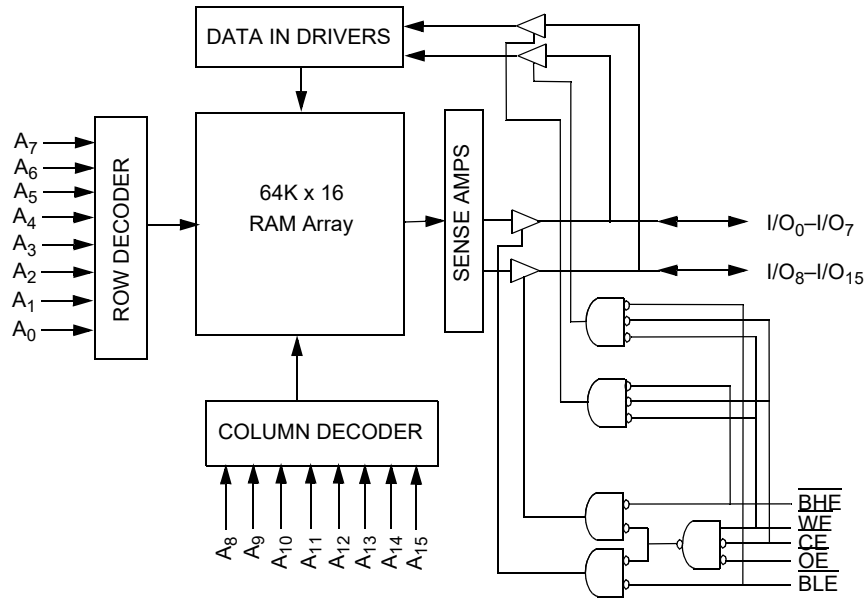 DATA IN DRIVERS
A7
A6
A5
A4
A3
A2
A1
A0
ROW DECODER
64K x 16
RAM Array
SENSE AMPS
I/O0–I/O7
I/O8–I/O15
COLUMN DECODER
A8
A9
A10
A11
A12
A13
A14
A15
BHE
WE
CE
OE
BLE